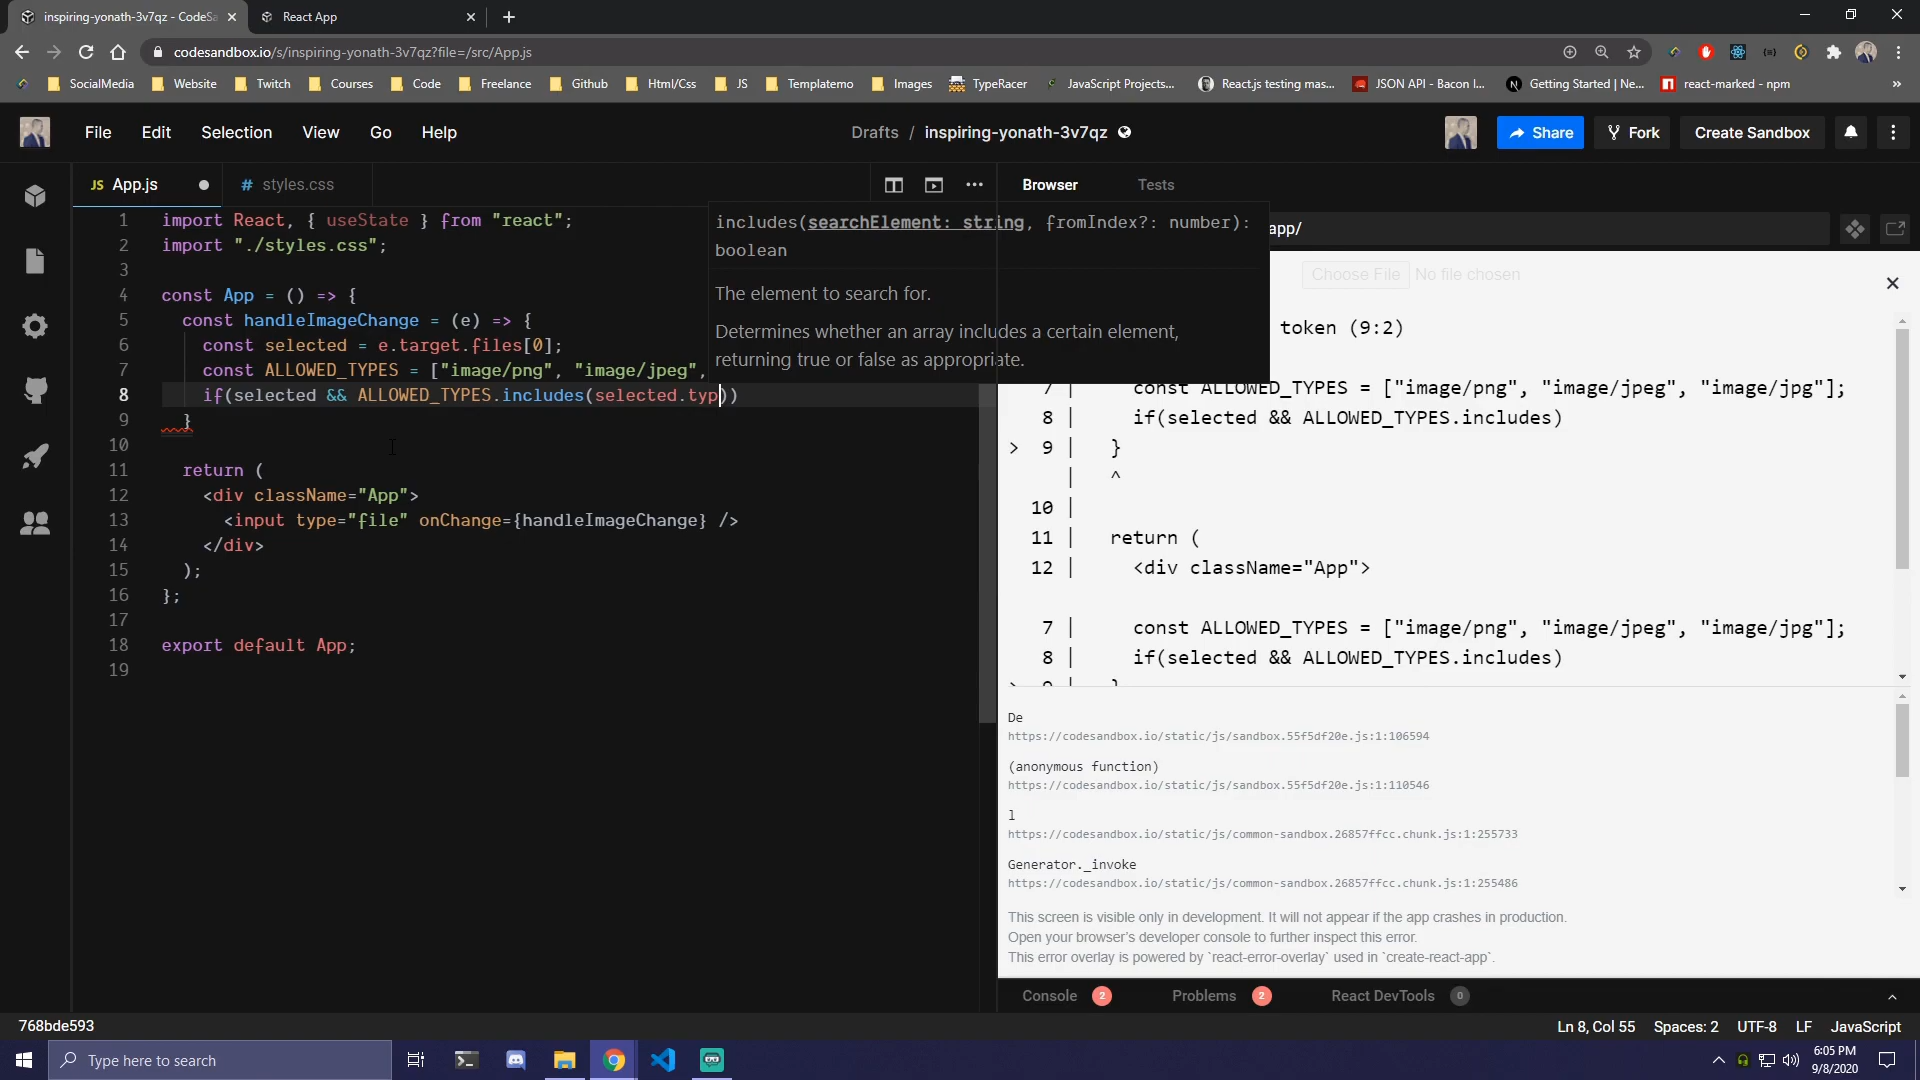 inspiring-yonath-3v7qz - CodeSa
React App
codesandbox.io/s/inspiring-yonath-3v7qz?file=/src/App.js
SocialMedia Website Twitch Courses Code Freelance Github Html/Css JS Templatemo Images TypeRacer JavaScript Projects... React.js testing mas... JSON API - Bacon I... Getting Started | Ne... react-marked - npm »
File Edit Selection View Go Help
Drafts / inspiring-yonath-3v7qz
Share Fork Create Sandbox
JS App.js
# styles.css
Browser Tests
1 import React, { useState } from "react";
2 import "./styles.css";
3
4 const App = () => {
5 const handleImageChange = (e) => {
6 const selected = e.target.files[0];
7 const ALLOWED_TYPES = ["image/png", "image/jpeg",
8 if(selected && ALLOWED_TYPES.includes(selected.typ))
9 }
10
11 return (
12 <div className="App">
13 <input type="file" onChange={handleImageChange} />
14 </div>
15 );
16 };
17
18 export default App;
19
includes(searchElement: string, fromIndex?: number):
boolean
The element to search for.
Determines whether an array includes a certain element,
returning true or false as appropriate.
app/
Choose File No file chosen
token (9:2)
7 | const ALLOWED_TYPES = ["image/png", "image/jpeg", "image/jpg"];
8 | if(selected && ALLOWED_TYPES.includes)
> 9 | }
| ^
10 |
11 | return (
12 | <div className="App">
7 | const ALLOWED_TYPES = ["image/png", "image/jpeg", "image/jpg"];
8 | if(selected && ALLOWED_TYPES.includes)
> 9 | }
De
https://codesandbox.io/static/js/sandbox.55f5df20e.js:1:106594
(anonymous function)
https://codesandbox.io/static/js/sandbox.55f5df20e.js:1:110546
l
https://codesandbox.io/static/js/common-sandbox.26857ffcc.chunk.js:1:255733
Generator._invoke
https://codesandbox.io/static/js/common-sandbox.26857ffcc.chunk.js:1:255486
This screen is visible only in development. It will not appear if the app crashes in production.
Open your browser's developer console to further inspect this error.
This error overlay is powered by `react-error-overlay` used in `create-react-app`.
Console 2 Problems 2 React DevTools 0
768bde593
Ln 8, Col 55 Spaces: 2 UTF-8 LF JavaScript
Type here to search
6:05 PM
9/8/2020